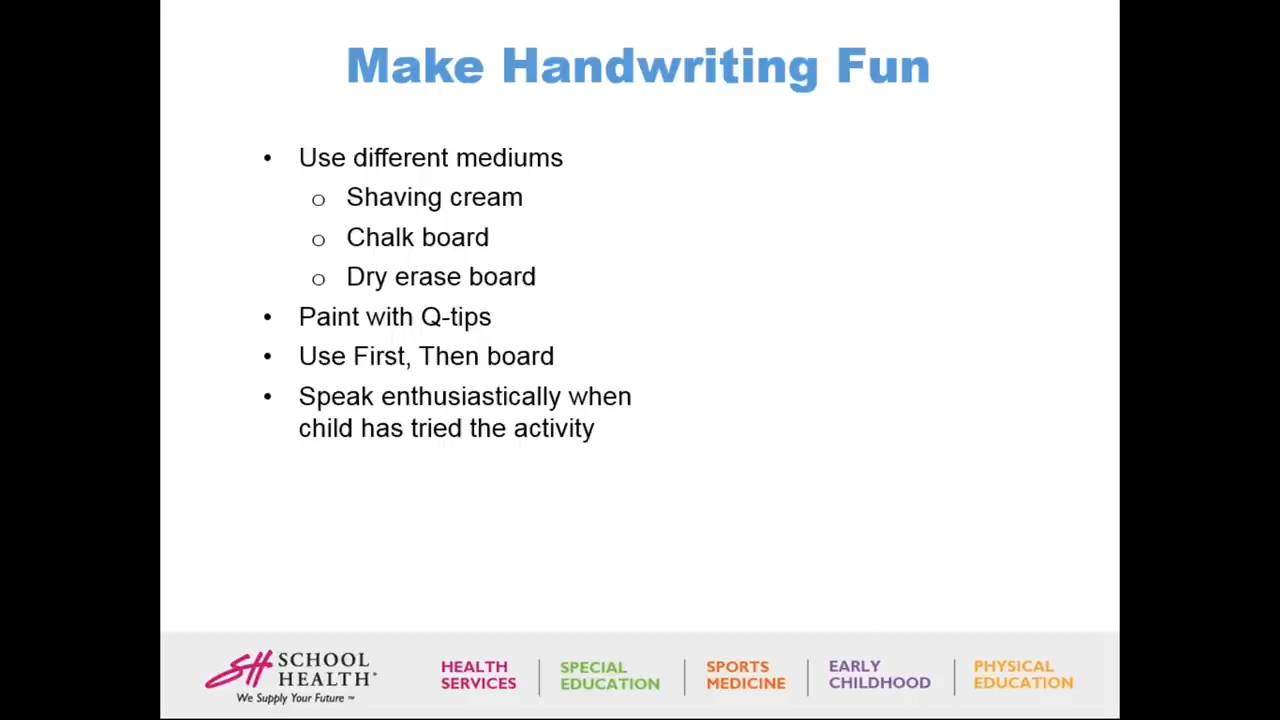 Make Handwriting Fun
• Use different mediums
o Shaving cream
o Chalk board
o Dry erase board
• Paint with Q-tips
• Use First, Then board
• Speak enthusiastically when
child has tried the activity
SH SCHOOL
HEALTH®
We Supply Your Future™
HEALTH
SERVICES
SPECIAL
EDUCATION
SPORTS
MEDICINE
EARLY
CHILDHOOD
PHYSICAL
EDUCATION